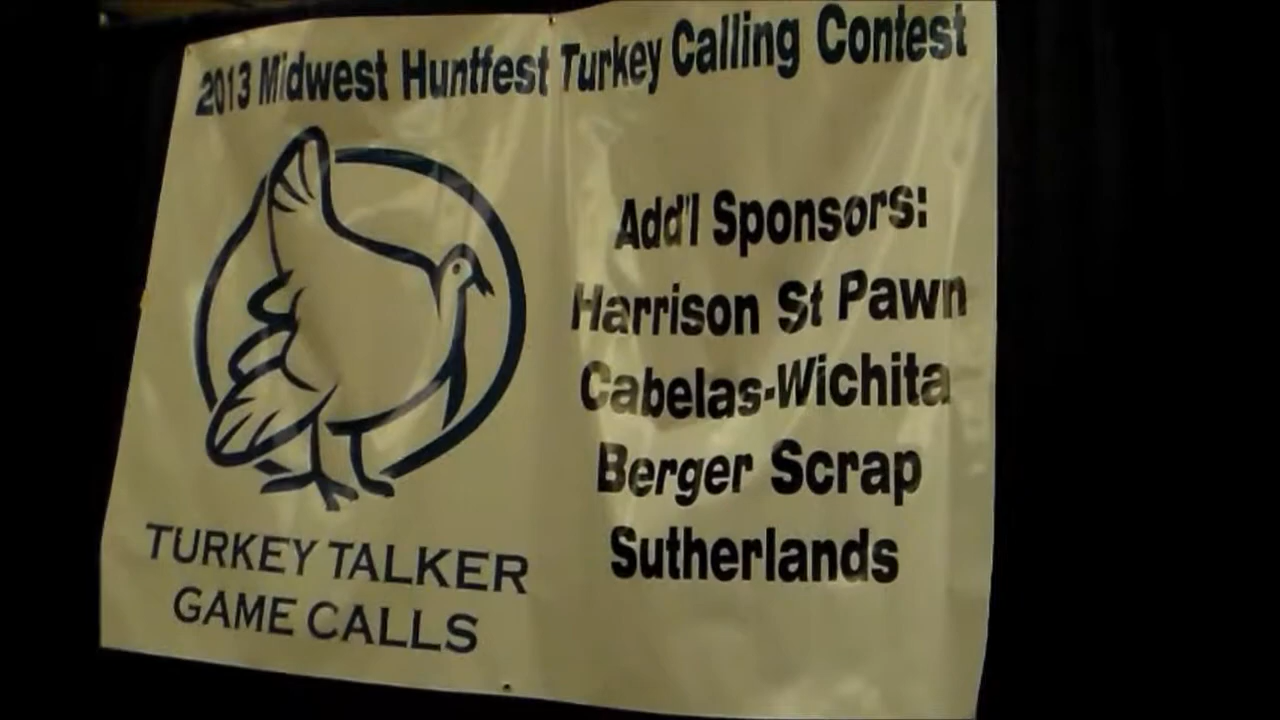 2013 Midwest Huntfest Turkey Calling Contest
Add'l Sponsors:
Harrison St Pawn
Cabelas-Wichita
Berger Scrap
Sutherlands
TURKEY TALKER
GAME CALLS